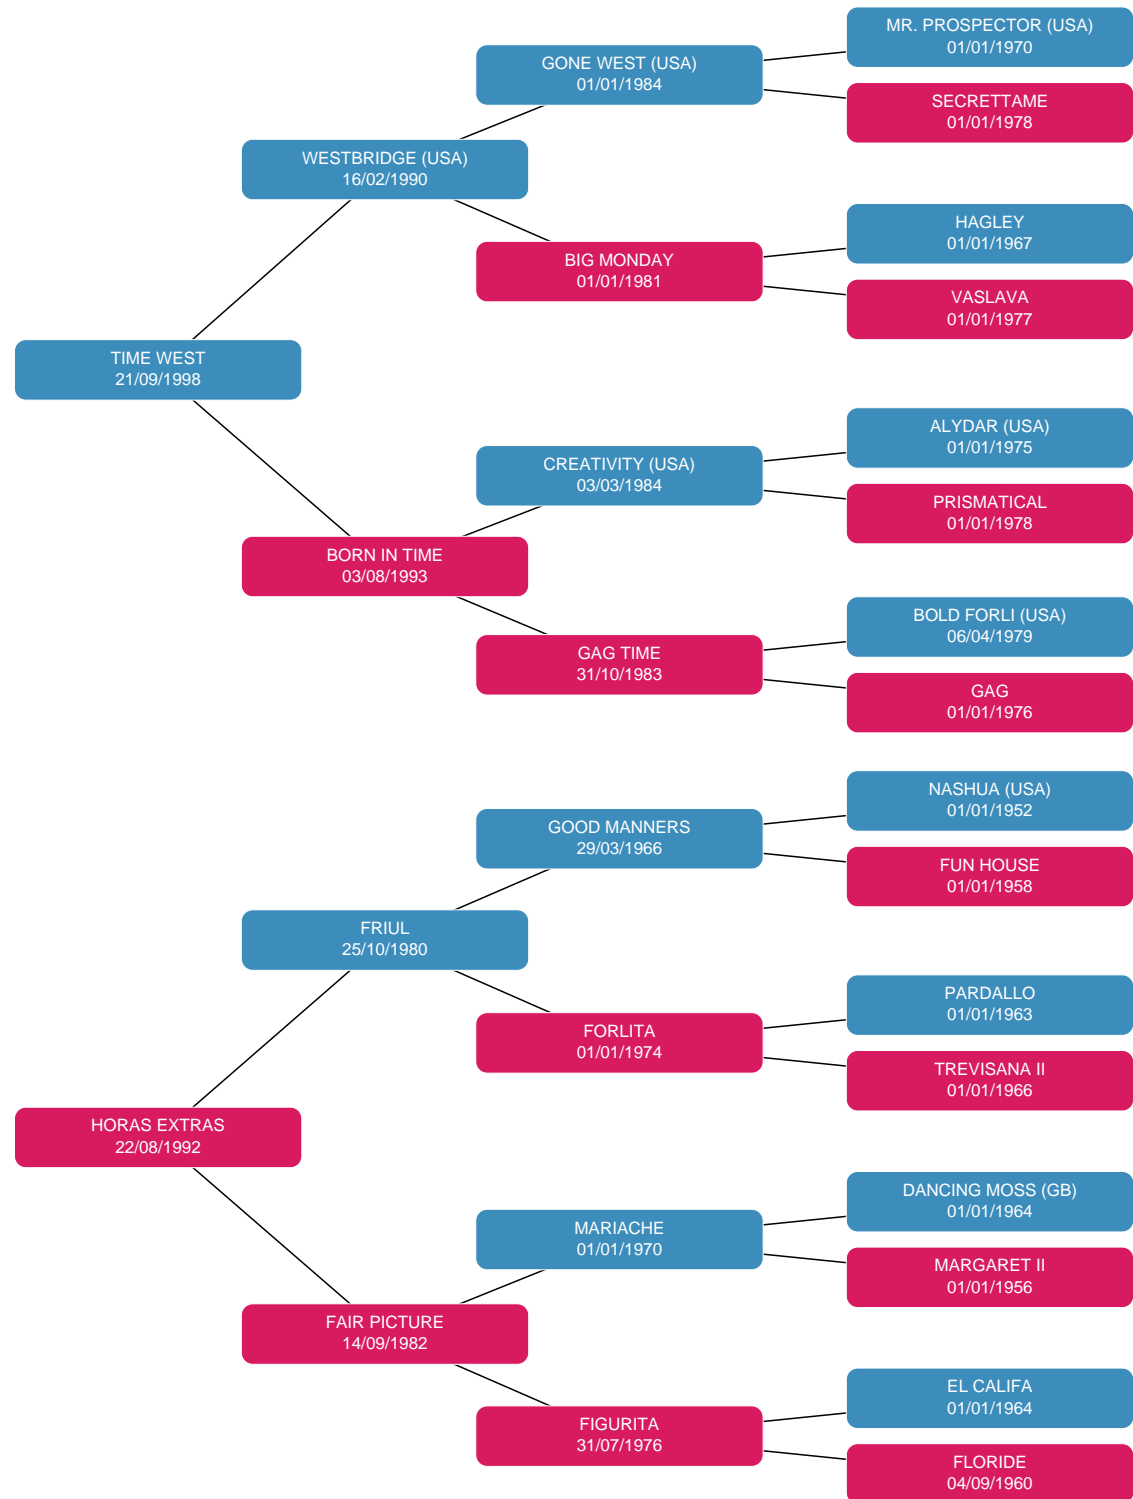 MR. PROSPECTOR (USA)
01/01/1970
GONE WEST (USA)
01/01/1984
SECRETTAME
01/01/1978
WESTBRIDGE (USA)
16/02/1990
HAGLEY
01/01/1967
BIG MONDAY
01/01/1981
VASLAVA
01/01/1977
TIME WEST
21/09/1998
ALYDAR (USA)
01/01/1975
CREATIVITY (USA)
03/03/1984
PRISMATICAL
01/01/1978
BORN IN TIME
03/08/1993
BOLD FORLI (USA)
06/04/1979
GAG TIME
31/10/1983
GAG
01/01/1976
NASHUA (USA)
01/01/1952
GOOD MANNERS
29/03/1966
FUN HOUSE
01/01/1958
FRIUL
25/10/1980
PARDALLO
01/01/1963
FORLITA
01/01/1974
TREVISANA II
01/01/1966
HORAS EXTRAS
22/08/1992
DANCING MOSS (GB)
01/01/1964
MARIACHE
01/01/1970
MARGARET II
01/01/1956
FAIR PICTURE
14/09/1982
EL CALIFA
01/01/1964
FIGURITA
31/07/1976
FLORIDE
04/09/1960